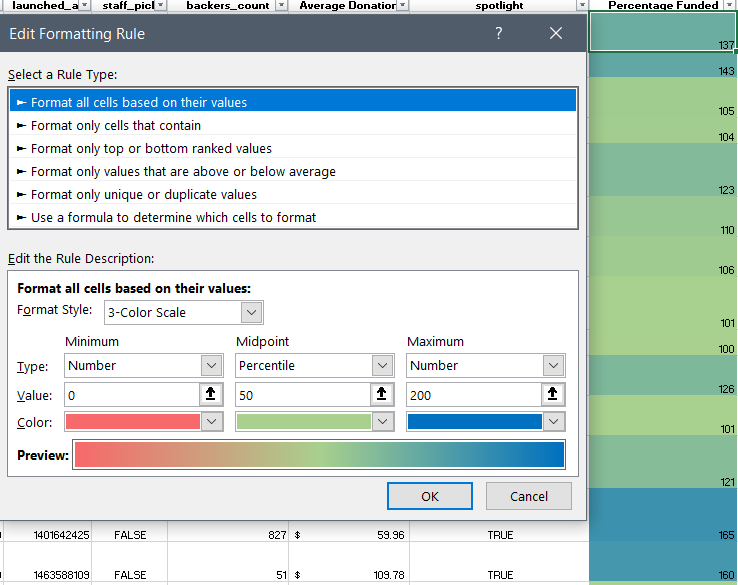 launched_a staff_picl backers_count Average Donation spotlight Percentage Funded
Edit Formatting Rule ?
137
Select a Rule Type:
143
► Format all cells based on their values
► Format only cells that contain
105
► Format only top or bottom ranked values
104
► Format only values that are above or below average
► Format only unique or duplicate values
123
► Use a formula to determine which cells to format
110
Edit the Rule Description:
106
Format all cells based on their values:
Format Style: 3-Color Scale
101
Minimum Midpoint Maximum
100
Type: Number Percentile Number
Value: 0 50 200
126
Color:
101
Preview:
121
OK Cancel
1401642425 FALSE 827 $ 59.96 TRUE 165
1463588109 FALSE 51 $ 109.78 TRUE 160